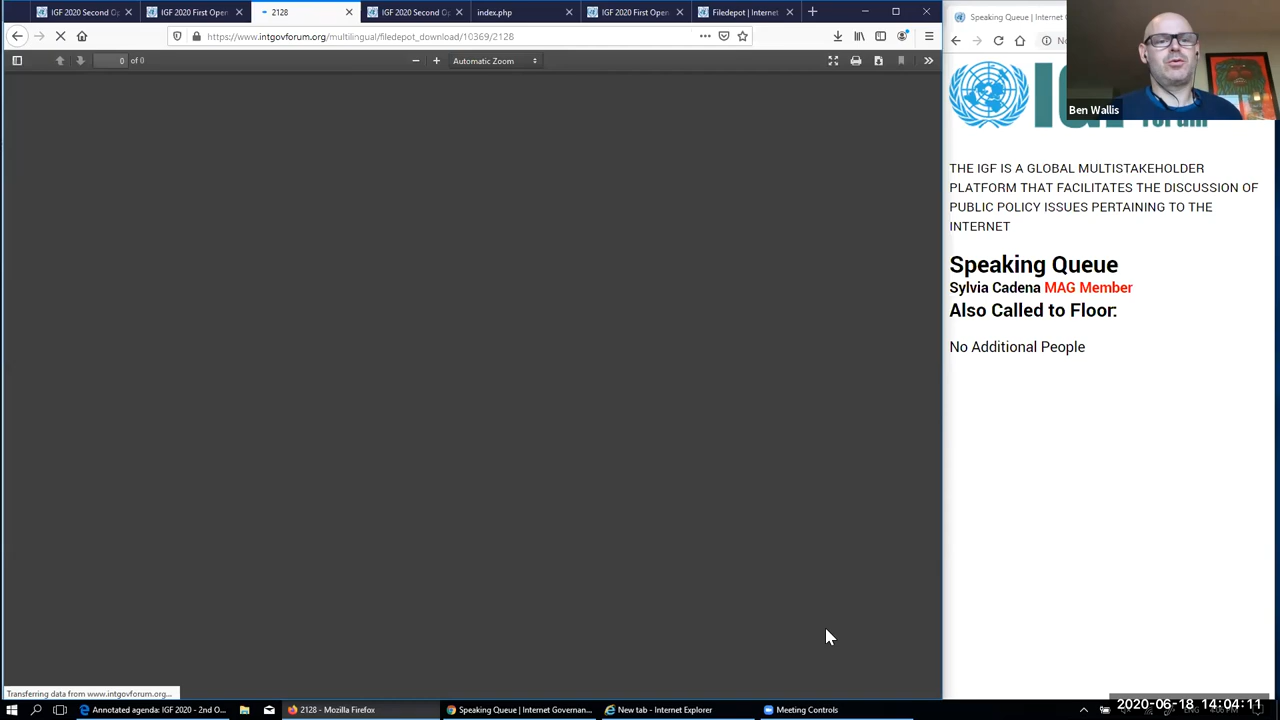 IGF 2020 Second O
IGF 2020 First Open
2128
IGF 2020 Second O
index.php
IGF 2020 First Open
Filedepot | Internet
https://www.intgovforum.org/multilingual/filedepot_download/10369/2128
0 of 0
Automatic Zoom
Transferring data from www.intgovforum.org...
Speaking Queue | Internet G
Ben Wallis
forum
THE IGF IS A GLOBAL MULTISTAKEHOLDER
PLATFORM THAT FACILITATES THE DISCUSSION OF
PUBLIC POLICY ISSUES PERTAINING TO THE
INTERNET
Speaking Queue
Sylvia Cadena MAG Member
Also Called to Floor:
No Additional People
2020-06-18 14:04:11
Annotated agenda: IGF 2020 - 2nd O...
2128 - Mozilla Firefox
Speaking Queue | Internet Governan...
New tab - Internet Explorer
Meeting Controls